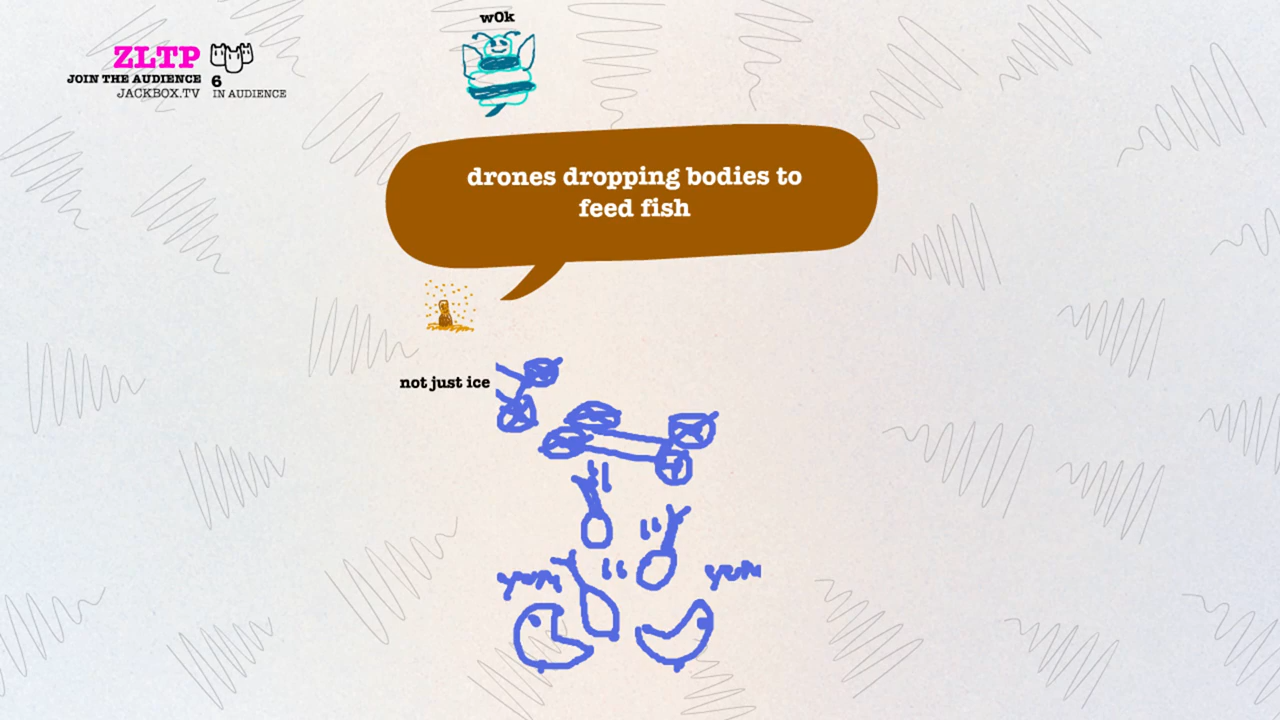 w0k
ZLTP
JOIN THE AUDIENCE 6
JACKBOX.TV IN AUDIENCE
drones dropping bodies to
feed fish
not just ice
yum yum